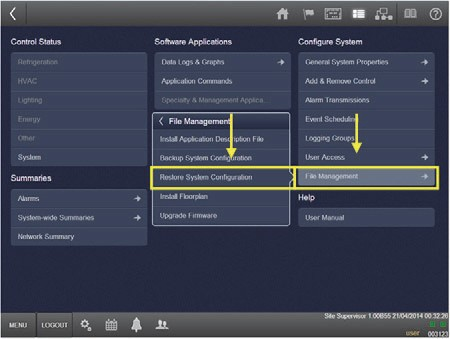 Control Status
Refrigeration
HVAC
Lighting
Energy
Other
System
Summaries
Alarms
System-wide Summaries
Network Summary
Software Applications
Data Logs & Graphs
Application Commands
Specialty & Management Applica...
File Management
Install Application Description File
Backup System Configuration
Restore System Configuration
Install Floorplan
Upgrade Firmware
Configure System
General System Properties
Add & Remove Control
Alarm Transmissions
Event Scheduling
Logging Groups
User Access
File Management
Help
User Manual
Site Supervisor 1.00855 21/04/2014 00:32:26
MENU
LOGOUT
user
003123